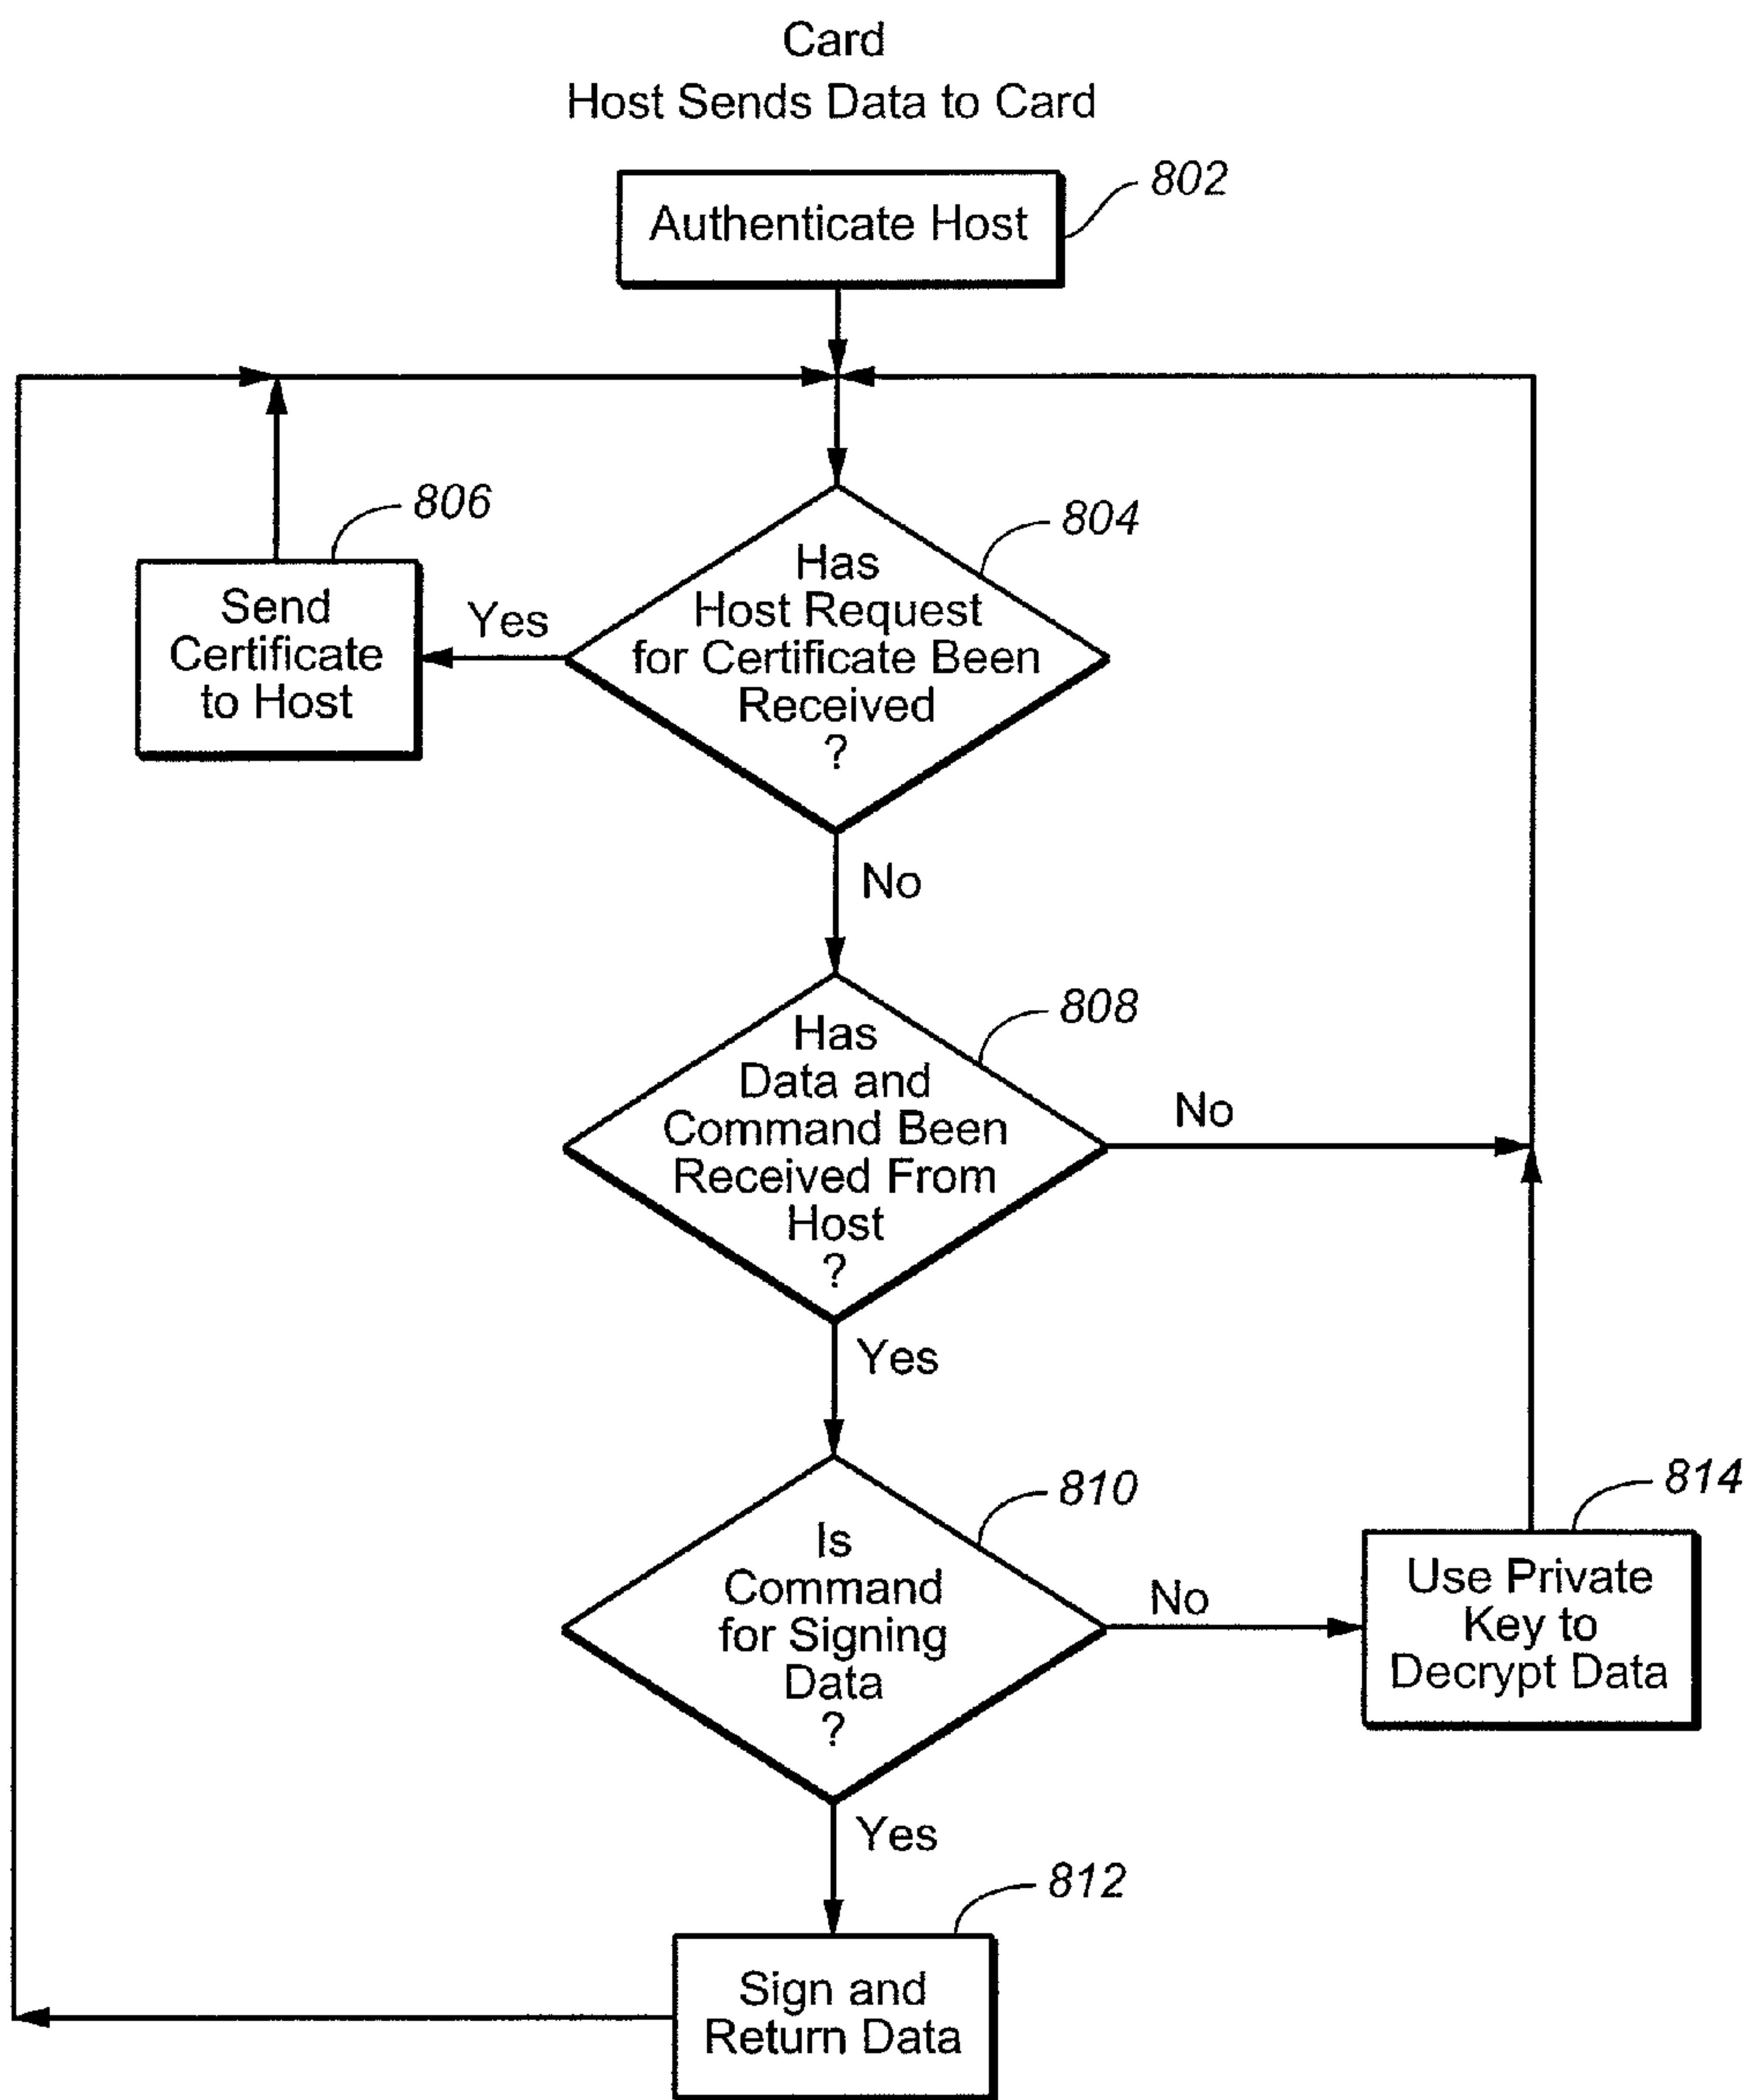 Card
Host Sends Data to Card
802
Authenticate Host
806
804
Send
Certificate
to Host
Yes
Has
Host Request
for Certificate Been
Received
?
No
808
Has
Data and
Command Been
Received From
Host
?
No
Yes
810
814
Is
Command
for Signing
Data
?
No
Use Private
Key to
Decrypt Data
Yes
812
Sign and
Return Data